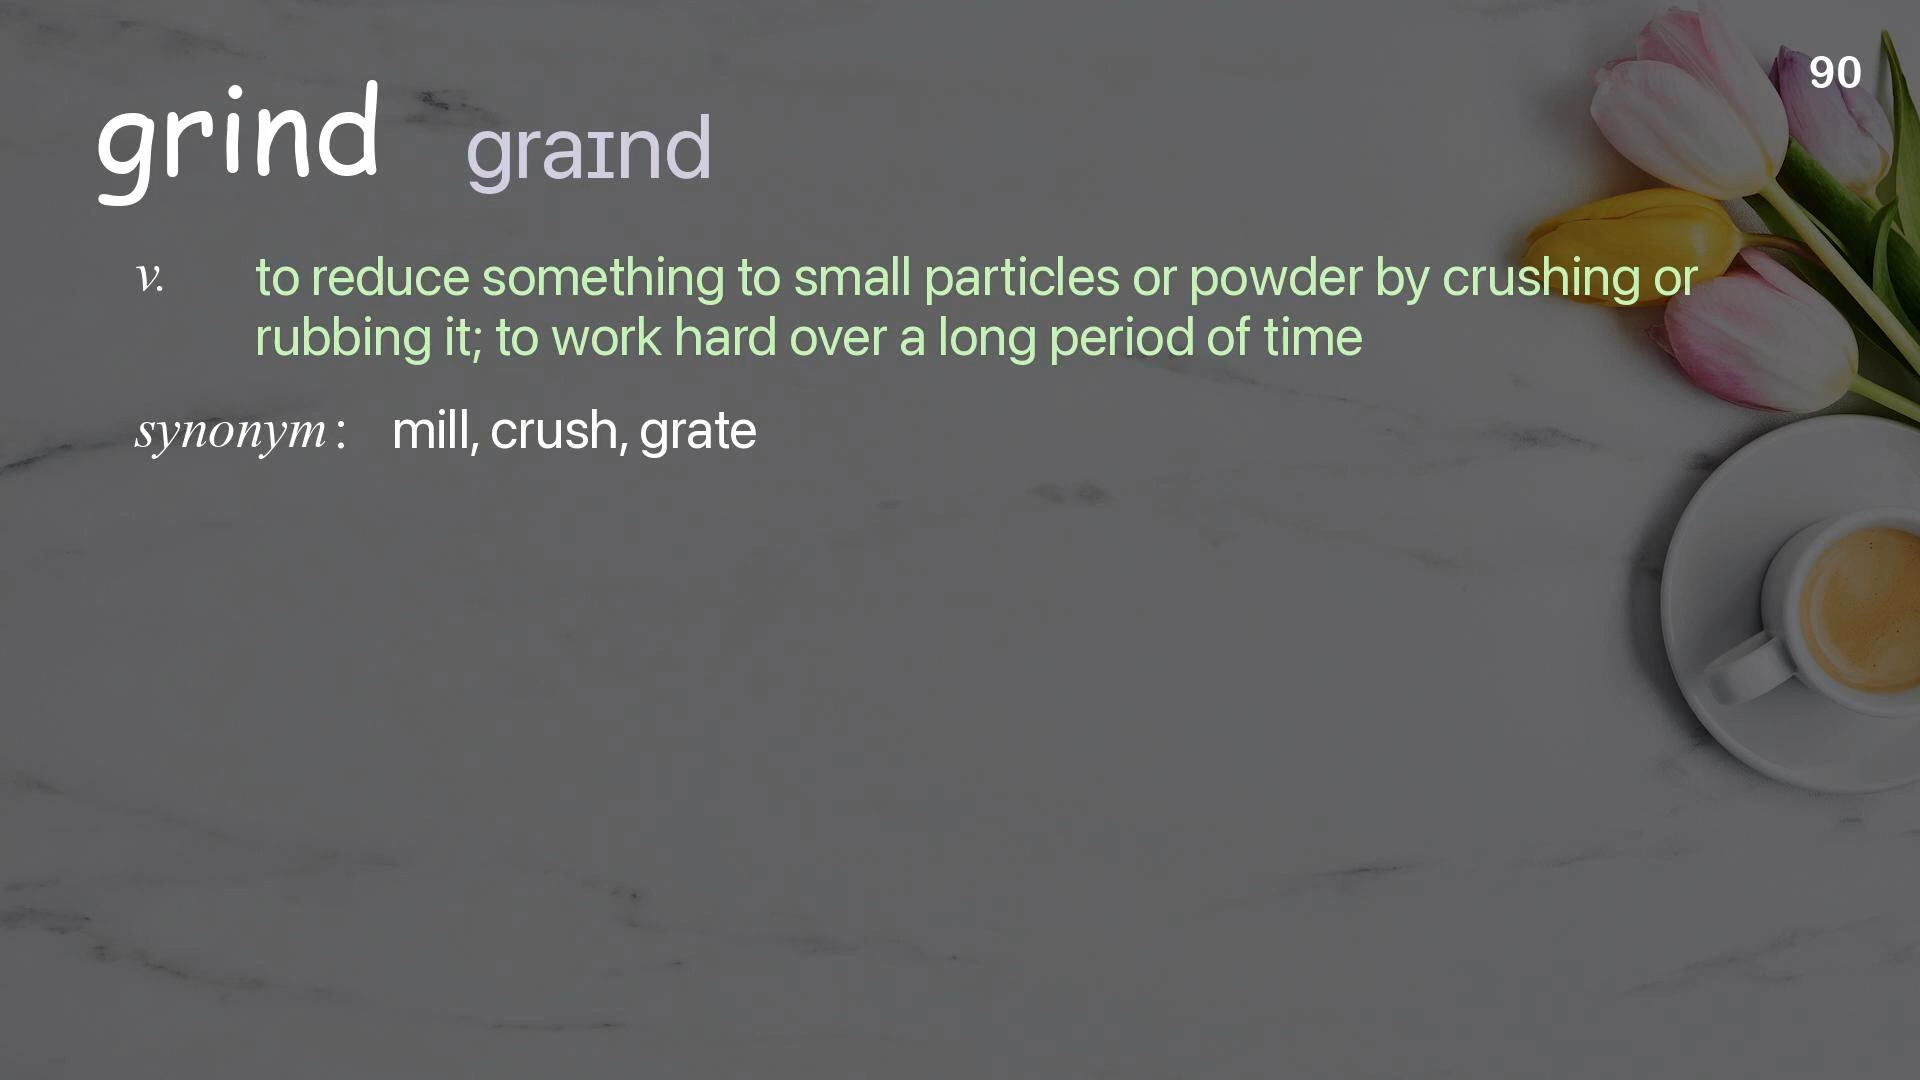 90
grind graɪnd
v. to reduce something to small particles or powder by crushing or
rubbing it; to work hard over a long period of time
synonym: mill, crush, grate